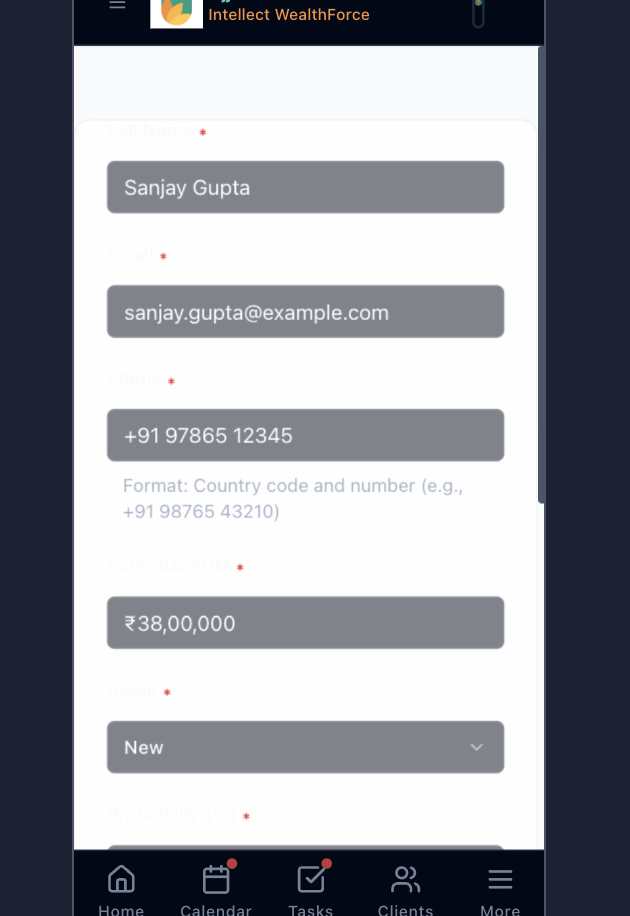 Intellect WealthForce
Full Name *
Sanjay Gupta
Email *
sanjay.gupta@example.com
Phone *
+91 97865 12345
Format: Country code and number (e.g.,
+91 98765 43210)
Potential AUM *
₹38,00,000
Stage *
New
Probability (%) *
Home Calendar Tasks Clients More